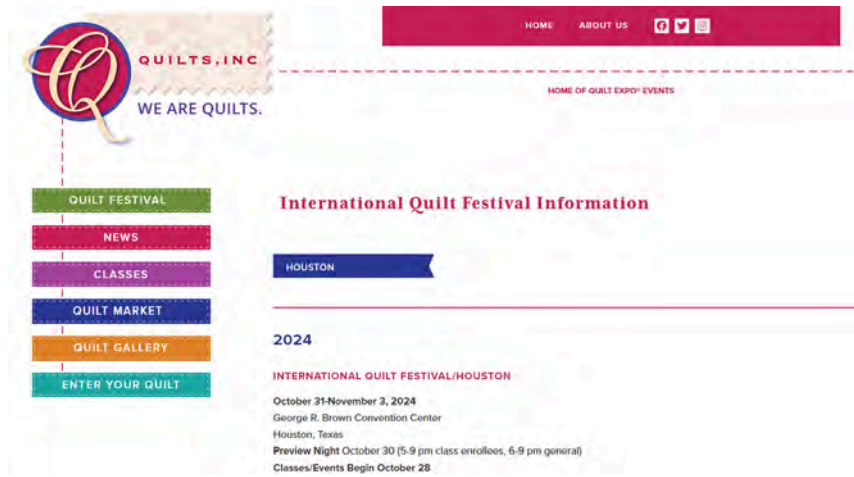 HOME ABOUT US
QUILTS, INC
WE ARE QUILTS.
HOME OF QUILT EXPO® EVENTS
QUILT FESTIVAL
NEWS
CLASSES
QUILT MARKET
QUILT GALLERY
ENTER YOUR QUILT
International Quilt Festival Information
HOUSTON
2024
INTERNATIONAL QUILT FESTIVAL/HOUSTON
October 31-November 3, 2024
George R. Brown Convention Center
Houston, Texas
Preview Night October 30 (5-9 pm class enrollees, 6-9 pm general)
Classes/Events Begin October 28